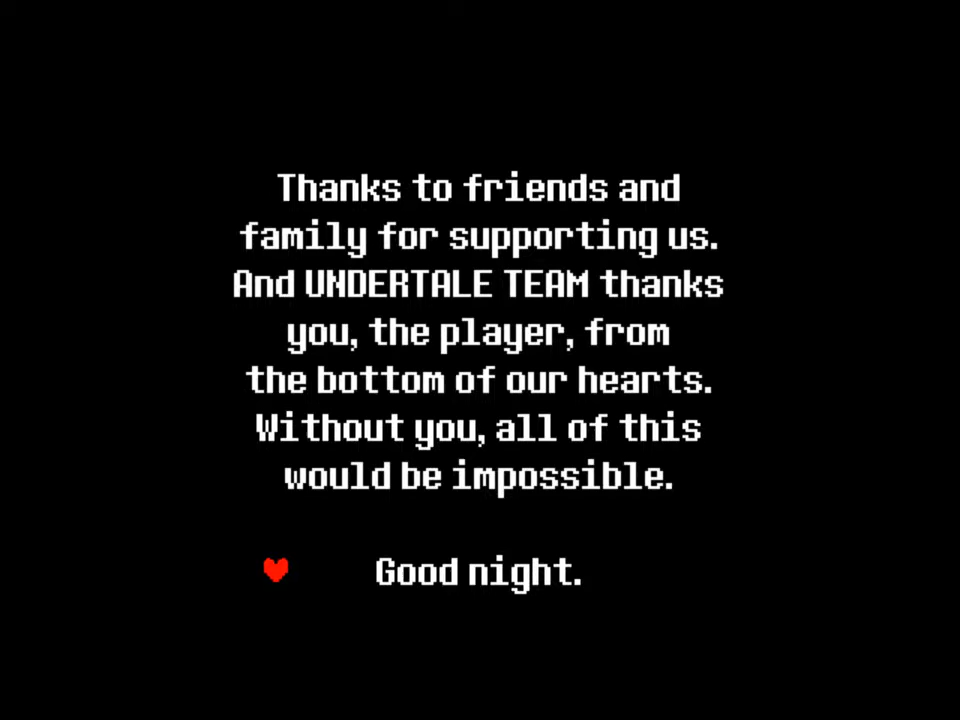 Thanks to friends and
family for supporting us.
And UNDERTALE TEAM thanks
you, the player, from
the bottom of our hearts.
Without you, all of this
would be impossible.
Good night.